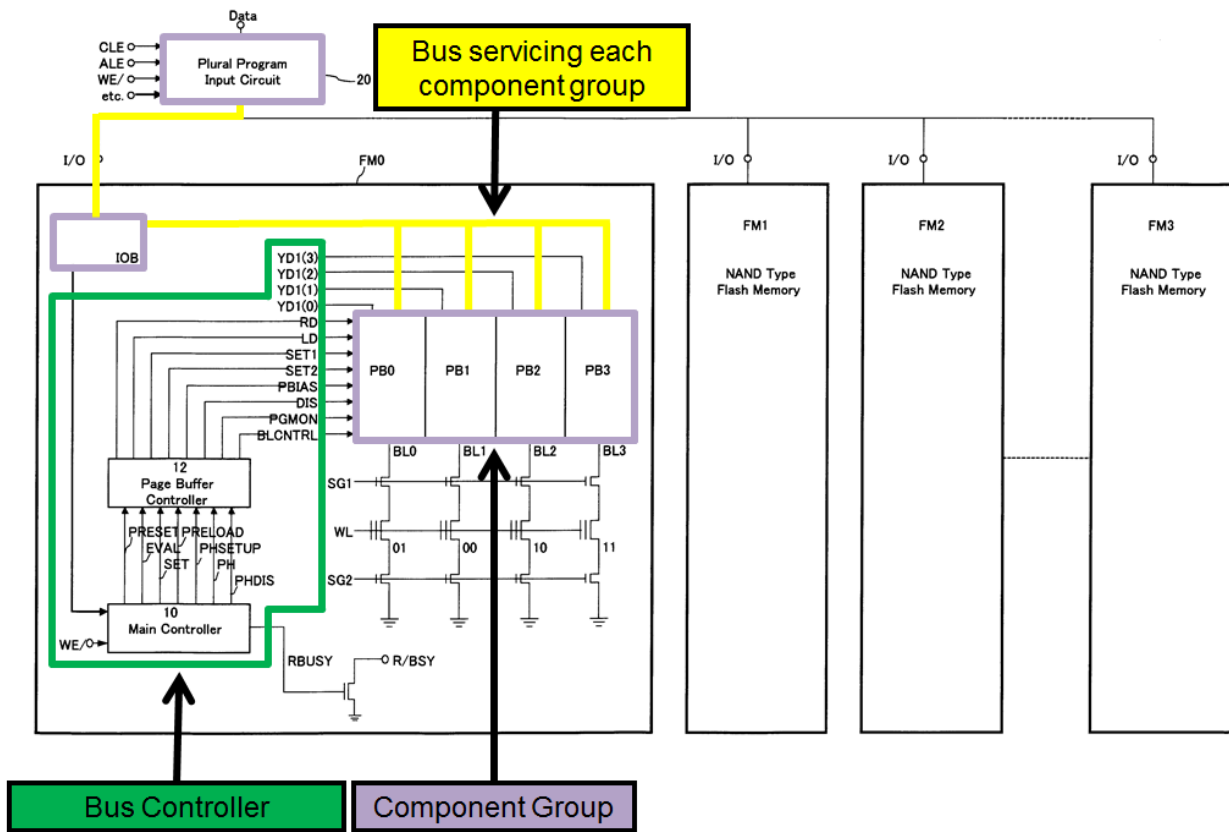 Data
CLE
ALE
WE/
etc.
Plural Program
Input Circuit
20
Bus servicing each
component group
I/O
FM0
I/O
I/O
I/O
IOB
YD1(3)
YD1(2)
YD1(1)
YD1(0)
RD
LD
SET1
SET2
PBIAS
DIS
PGMON
BLCNTRL
PB0
PB1
PB2
PB3
FM1
NAND Type
Flash Memory
FM2
NAND Type
Flash Memory
FM3
NAND Type
Flash Memory
BL0
BL1
BL2
BL3
12
Page Buffer
Controller
SG1
WL
01
00
10
11
SG2
PRESET
PRELOAD
EVAL
PHSETUP
SET
PH
PHDIS
10
Main Controller
WE/
RBUSY
R/BSY
Bus Controller
Component Group